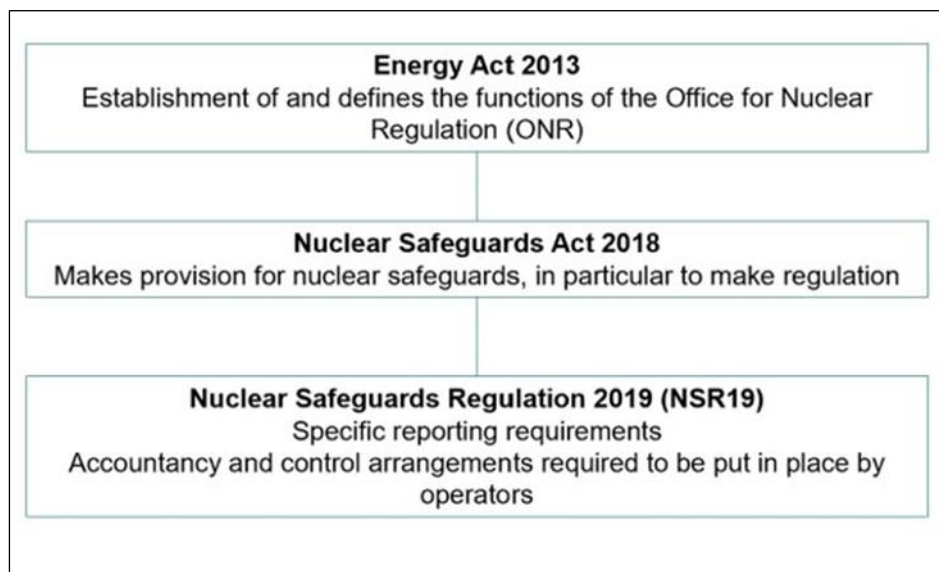 Energy Act 2013
Establishment of and defines the functions of the Office for Nuclear
Regulation (ONR)
Nuclear Safeguards Act 2018
Makes provision for nuclear safeguards, in particular to make regulation
Nuclear Safeguards Regulation 2019 (NSR19)
Specific reporting requirements
Accountancy and control arrangements required to be put in place by
operators